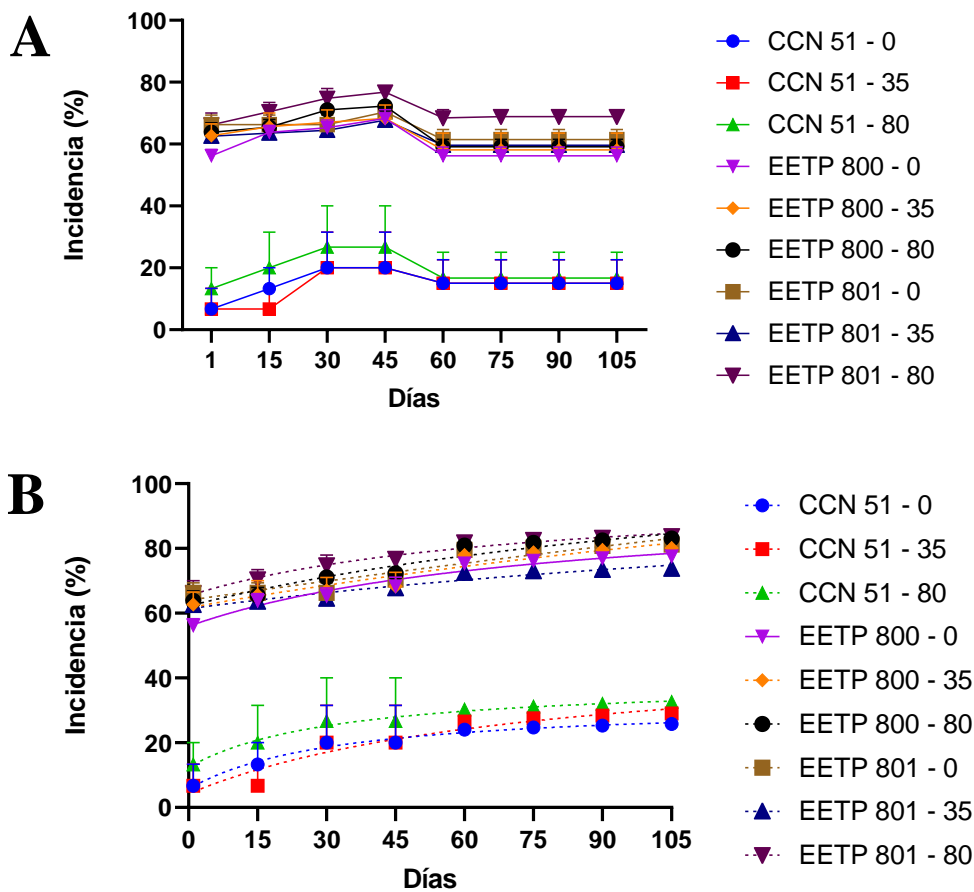 A
Incidencia (%)
100
80
60
40
20
0
1 15 30 45 60 75 90 105
Días
CCN 51 - 0
CCN 51 - 35
CCN 51 - 80
EETP 800 - 0
EETP 800 - 35
EETP 800 - 80
EETP 801 - 0
EETP 801 - 35
EETP 801 - 80
B
Incidencia (%)
100
80
60
40
20
0
0 15 30 45 60 75 90 105
Días
CCN 51 - 0
CCN 51 - 35
CCN 51 - 80
EETP 800 - 0
EETP 800 - 35
EETP 800 - 80
EETP 801 - 0
EETP 801 - 35
EETP 801 - 80